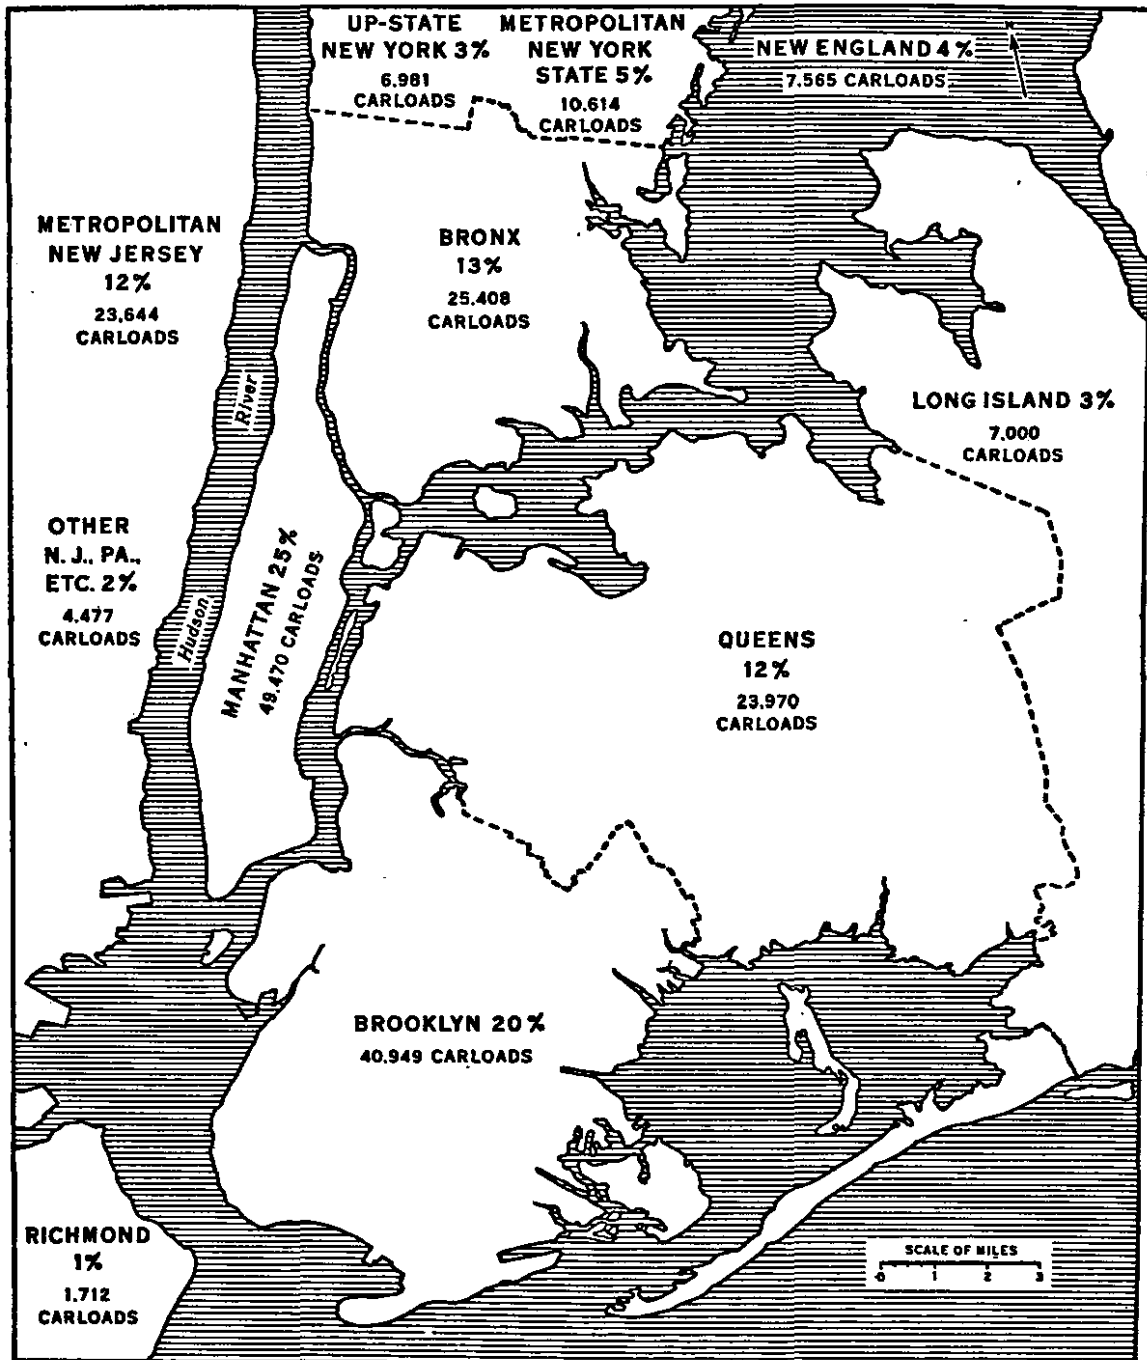 UP-STATE
NEW YORK 3%
6.981
CARLOADS
METROPOLITAN
NEW YORK
STATE 5%
10.614
CARLOADS
NEW ENGLAND 4%
7.565 CARLOADS
METROPOLITAN
NEW JERSEY
12%
23,644
CARLOADS
BRONX
13%
25.408
CARLOADS
River
LONG ISLAND 3%
7.000
CARLOADS
OTHER
N. J., PA.,
ETC. 2%
4.477
CARLOADS
Hudson
MANHATTAN 25%
49.470 CARLOADS
QUEENS
12%
23.970
CARLOADS
BROOKLYN 20%
40.949 CARLOADS
RICHMOND
1%
1.712
CARLOADS
SCALE OF MILES
0 1 2 3